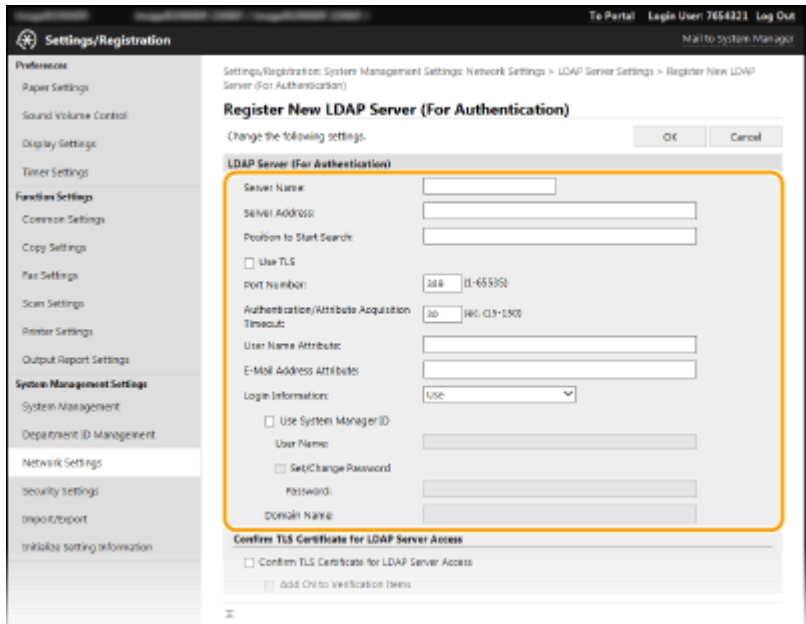 To Portal Login User: 7654321 Log Out
Settings/Registration
Mail to System Manager
Preferences
Paper Settings
Sound Volume Control
Display Settings
Timer Settings
Function Settings
Common Settings
Copy Settings
Fax Settings
Scan Settings
Printer Settings
Output Report Settings
System Management Settings
System Management
Department ID Management
Network Settings
Security Settings
Import/Export
Initialize Setting Information
Settings/Registration: System Management Settings: Network Settings > LDAP Server Settings > Register New LDAP
Server (For Authentication)
Register New LDAP Server (For Authentication)
Change the following settings.
OK
Cancel
LDAP Server (For Authentication)
Server Name:
Server Address:
Position to Start Search:
Use TLS
Port Number:
389
(1-65535)
Authentication/Attribute Acquisition
Timeout:
sec. (15-150)
User Name Attribute:
E-Mail Address Attribute:
Login Information:
Use
Use System Manager ID
User Name:
Set/Change Password
Password:
Domain Name:
Confirm TLS Certificate for LDAP Server Access
Confirm TLS Certificate for LDAP Server Access
Add CN to Verification Items